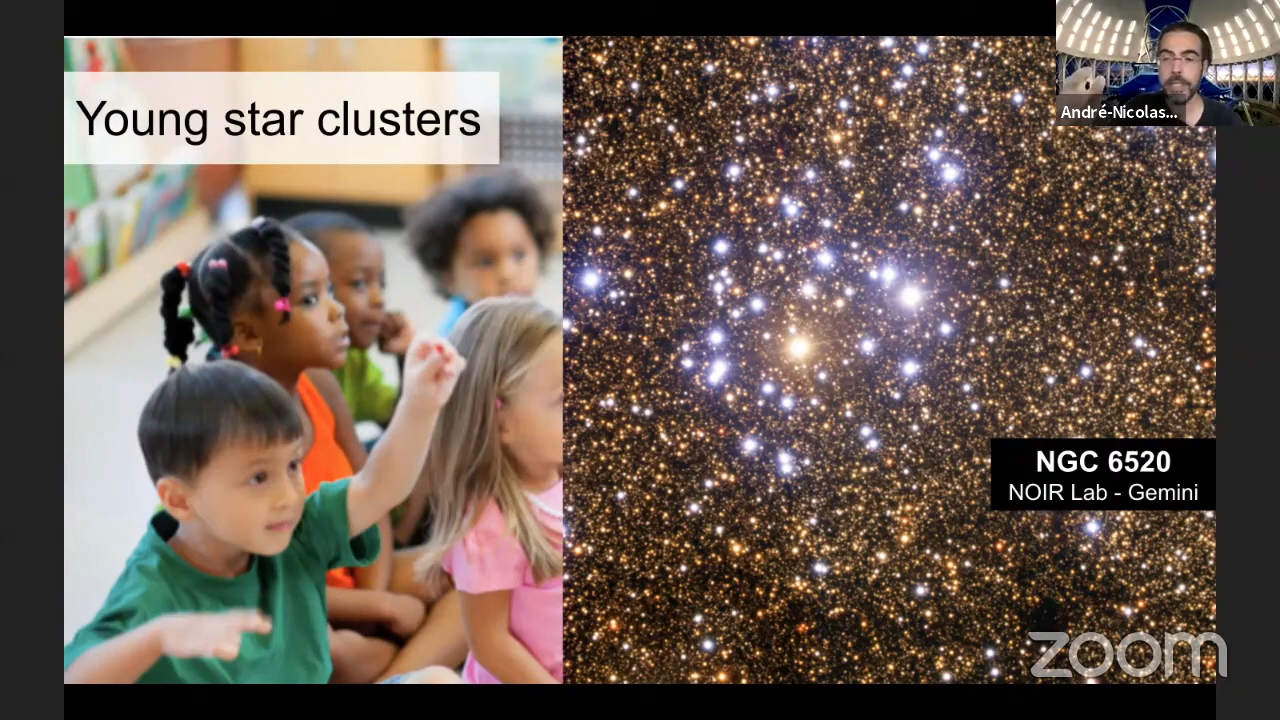 Young star clusters
André-Nicolas...
NGC 6520
NOIR Lab - Gemini
zoom